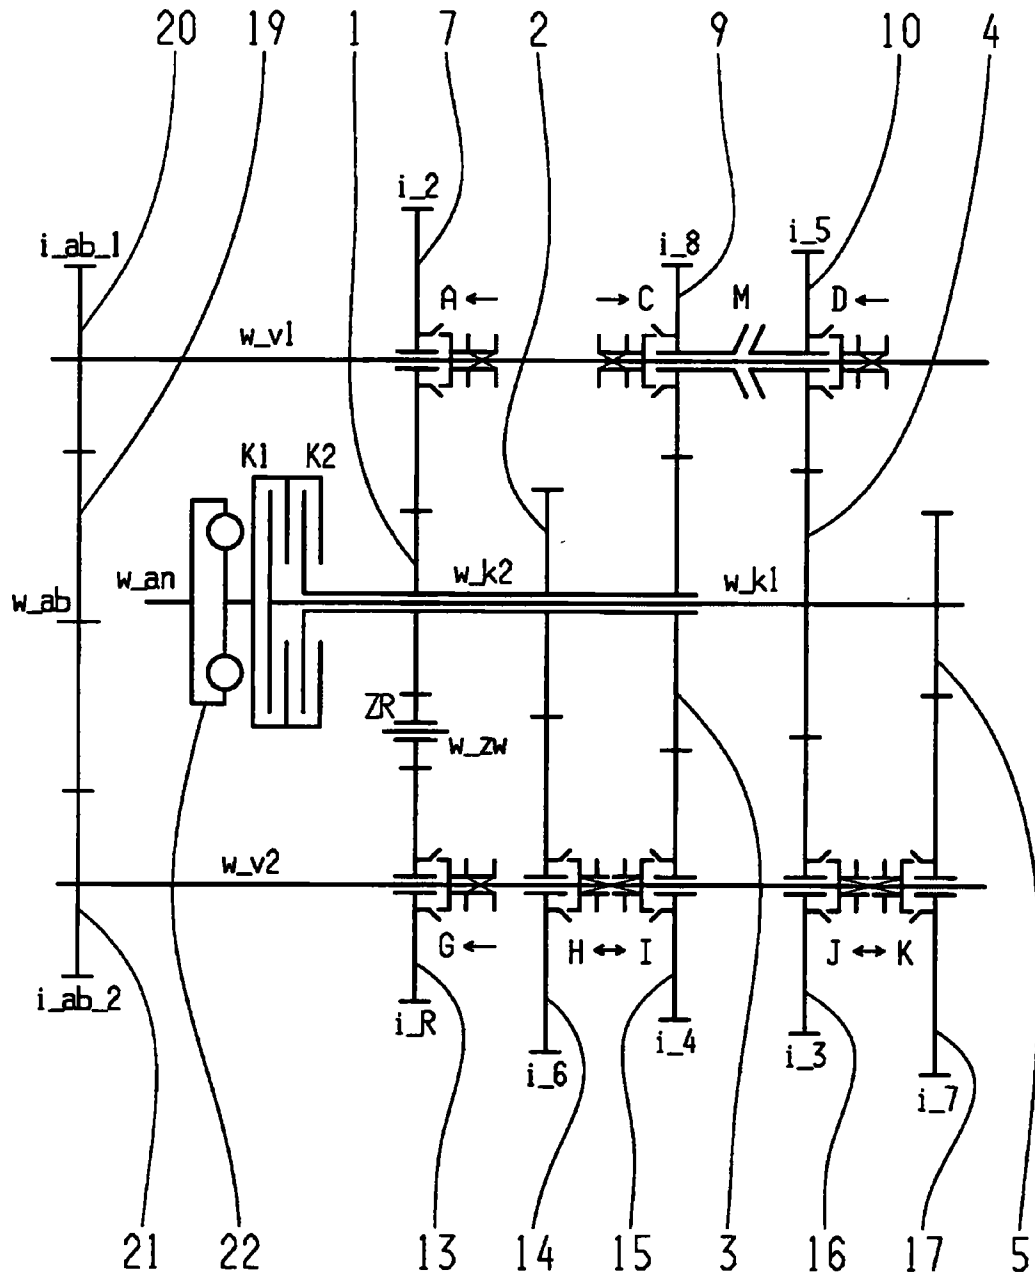 20 19 1 7 2 9 10 4
i_2
i_ab_1 i_8 i_5
A ← → C M D ←
w_v1
K1 K2
w_an w_k2 w_k1
w_ab
ZR
w_zw
w_v2
G ← H ↔ I J ↔ K
i_ab_2
i_R i_4
i_6 i_3
i_7
21 22 13 14 15 3 16 17 5